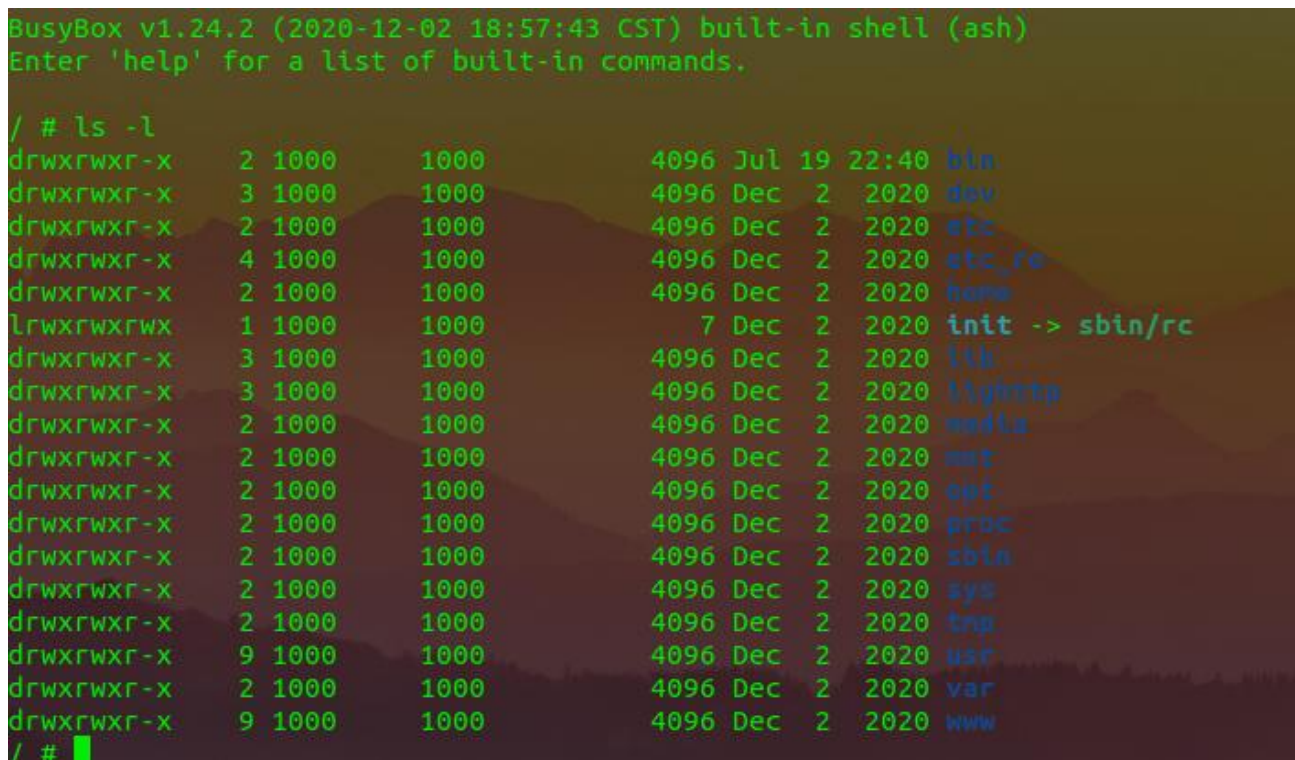 BusyBox v1.24.2 (2020-12-02 18:57:43 CST) built-in shell (ash)
Enter 'help' for a list of built-in commands.
/ # ls -l
drwxrwxr-x    2 1000     1000          4096 Jul 19 22:40 bin
drwxrwxr-x    3 1000     1000          4096 Dec  2  2020 dev
drwxrwxr-x    2 1000     1000          4096 Dec  2  2020 etc
drwxrwxr-x    4 1000     1000          4096 Dec  2  2020 etc_ro
drwxrwxr-x    2 1000     1000          4096 Dec  2  2020 home
lrwxrwxrwx    1 1000     1000             7 Dec  2  2020 init -> sbin/rc
drwxrwxr-x    3 1000     1000          4096 Dec  2  2020 lib
drwxrwxr-x    3 1000     1000          4096 Dec  2  2020 lighttp
drwxrwxr-x    2 1000     1000          4096 Dec  2  2020 media
drwxrwxr-x    2 1000     1000          4096 Dec  2  2020 mnt
drwxrwxr-x    2 1000     1000          4096 Dec  2  2020 opt
drwxrwxr-x    2 1000     1000          4096 Dec  2  2020 proc
drwxrwxr-x    2 1000     1000          4096 Dec  2  2020 sbin
drwxrwxr-x    2 1000     1000          4096 Dec  2  2020 sys
drwxrwxr-x    2 1000     1000          4096 Dec  2  2020 tmp
drwxrwxr-x    9 1000     1000          4096 Dec  2  2020 usr
drwxrwxr-x    2 1000     1000          4096 Dec  2  2020 var
drwxrwxr-x    9 1000     1000          4096 Dec  2  2020 www
/ #